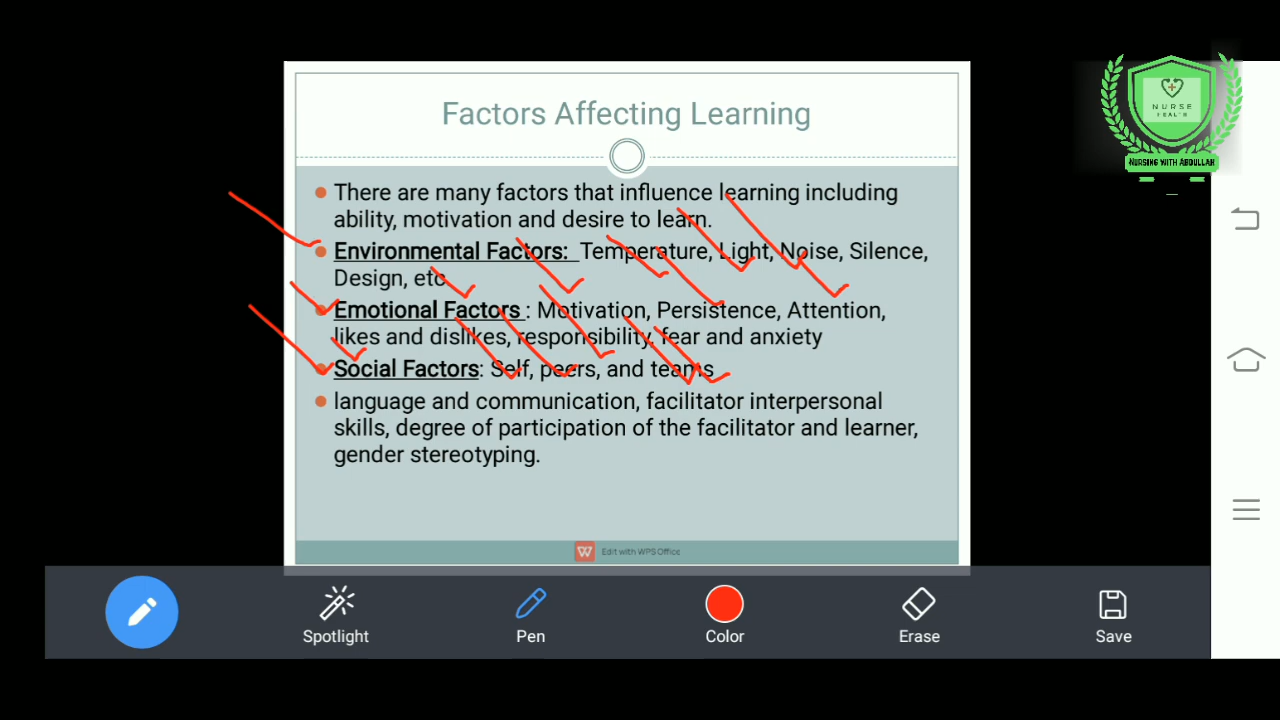 NURSE
HEALTH
NURSING WITH ABDULLAH
Factors Affecting Learning
There are many factors that influence learning including
ability, motivation and desire to learn.
Environmental Factors: Temperature, Light, Noise, Silence,
Design, etc
Emotional Factors : Motivation, Persistence, Attention,
likes and dislikes, responsibility, fear and anxiety
Social Factors: Self, peers, and teams
language and communication, facilitator interpersonal
skills, degree of participation of the facilitator and learner,
gender stereotyping.
Edit with WPS Office
Spotlight Pen Color Erase Save